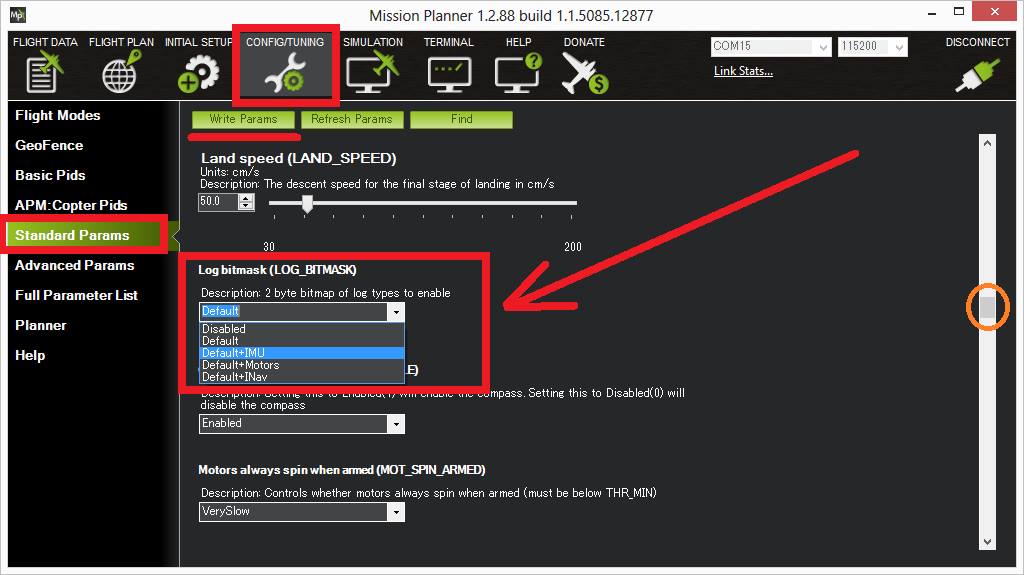 Mp
Mission Planner 1.2.88 build 1.1.5085.12877
FLIGHT DATA FLIGHT PLAN INITIAL SETUP CONFIG/TUNING SIMULATION TERMINAL HELP DONATE
COM15 115200 DISCONNECT
Link Stats...
Flight Modes
GeoFence
Basic Pids
APM:Copter Pids
Standard Params
Advanced Params
Full Parameter List
Planner
Help
Write Params Refresh Params Find
Land speed (LAND_SPEED)
Units: cm/s
Description: The descent speed for the final stage of landing in cm/s
50.0
30 200
Log bitmask (LOG_BITMASK)
Description: 2 byte bitmap of log types to enable
Default
Disabled
Default
Default+IMU
Default+Motors
Default+INav
Description: Setting this to Enabled(1) will enable the compass. Setting this to Disabled(0) will
disable the compass
Enabled
Motors always spin when armed (MOT_SPIN_ARMED)
Description: Controls whether motors always spin when armed (must be below THR_MIN)
VerySlow